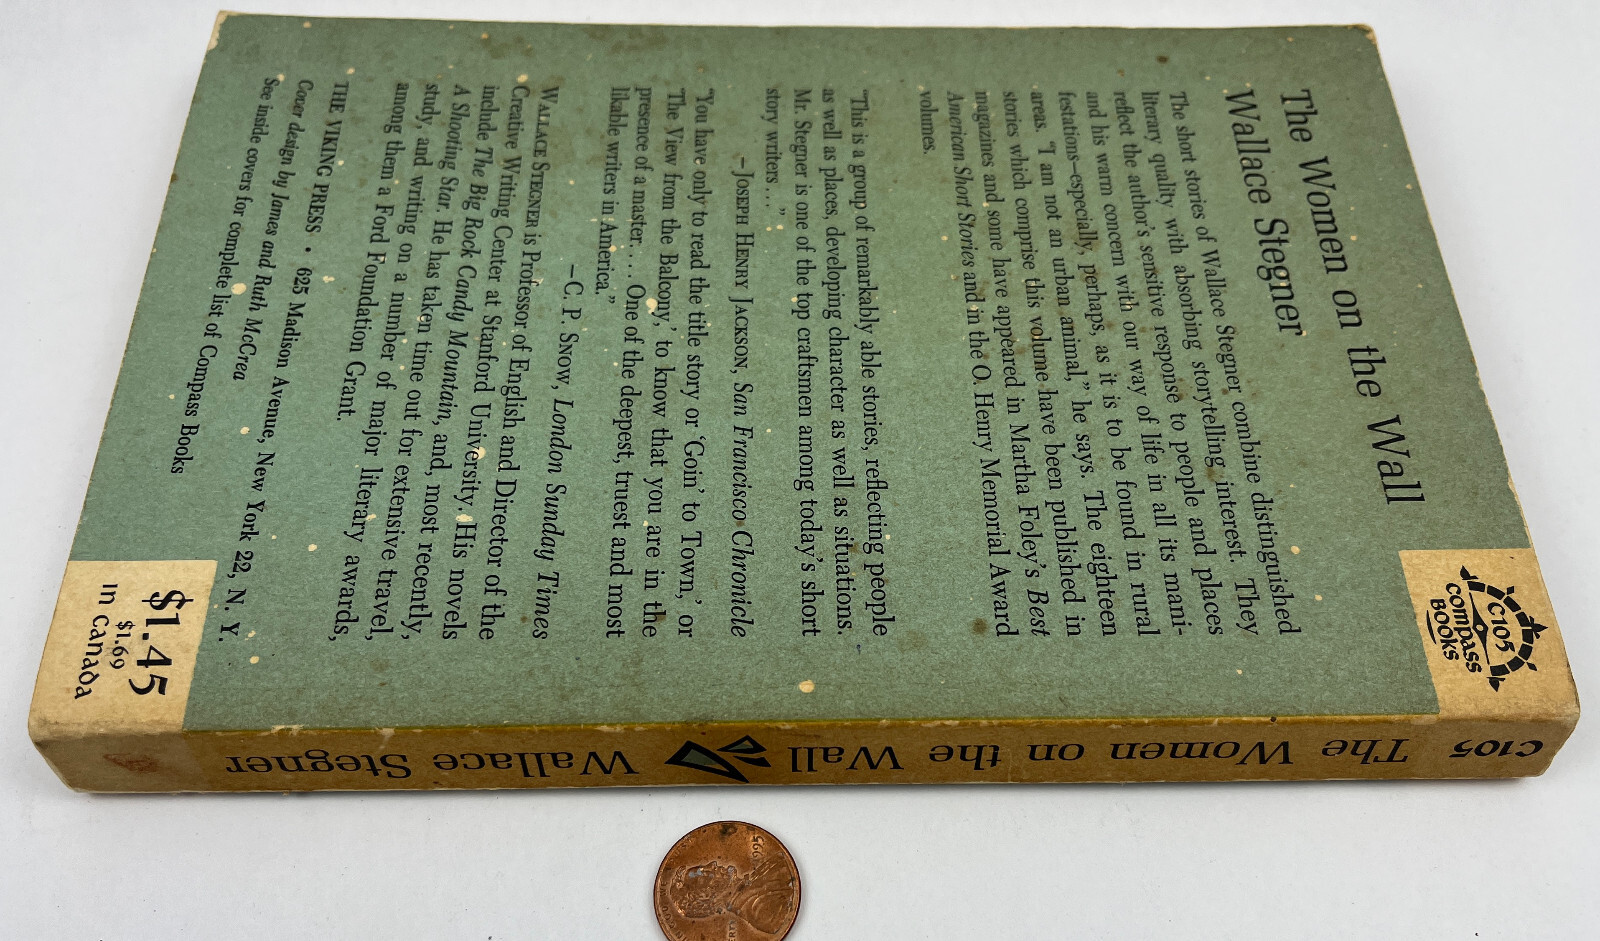 The Women on the Wall
Wallace Stegner
The short stories of Wallace Stegner combine distinguished
literary quality with absorbing storytelling interest. They
reflect the author's sensitive response to people and places
and his warm concern with our way of life in all its mani-
festations—especially, perhaps, as it is to be found in rural
areas. "I am not an urban animal," he says. The eighteen
stories which comprise this volume have been published in
magazines and some have appeared in Martha Foley's Best
American Short Stories and in the O. Henry Memorial Award
volumes.
"This is a group of remarkably able stories, reflecting people
as well as places, developing character as well as situations.
Mr. Stegner is one of the top craftsmen among today's short
story writers . . . ."
–JOSEPH HENRY JACKSON, San Francisco Chronicle
"You have only to read the title story or 'Goin' to Town,' or
'The View from the Balcony,' to know that you are in the
presence of a master. . . . One of the deepest, truest and most
likable writers in America."
–C. P. SNOW, London Sunday Times
WALLACE STEGNER is Professor of English and Director of the
Creative Writing Center at Stanford University. His novels
include The Big Rock Candy Mountain, and, most recently,
A Shooting Star. He has taken time out for extensive travel,
study, and writing on a number of major literary awards,
among them a Ford Foundation Grant.
THE VIKING PRESS • 625 Madison Avenue, New York 22, N. Y.
Cover design by James and Ruth McCrea
See inside covers for complete list of Compass Books
C105
compass
Books
$1.45
$1.69
in canada
C105
The Women on the Wall
Wallace Stegner
1995